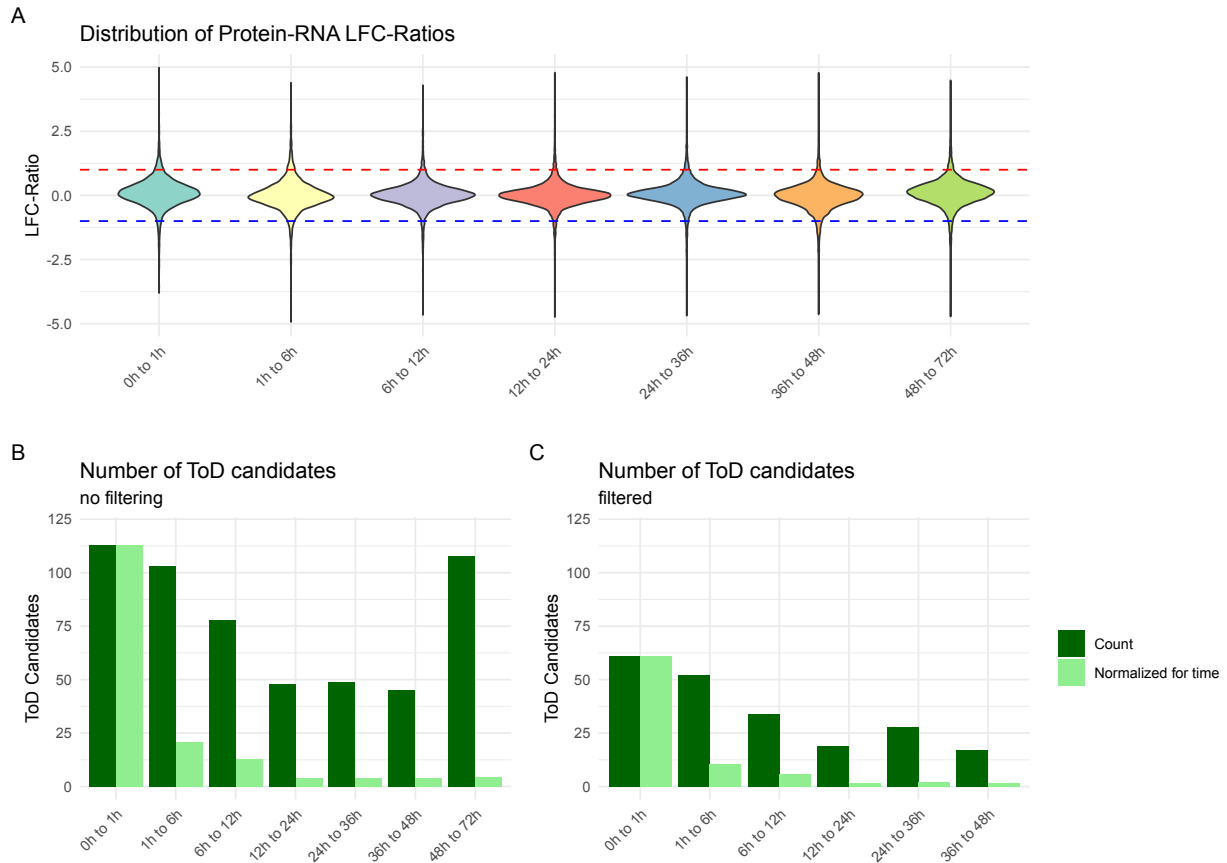 A
Distribution of Protein-RNA LFC-Ratios
LFC-Ratio
5.0
2.5
0.0
-2.5
-5.0
0h to 1h
1h to 6h
6h to 12h
12h to 24h
24h to 36h
36h to 48h
48h to 72h
B
Number of ToD candidates
no filtering
ToD Candidates
125
100
75
50
25
0
0h to 1h
1h to 6h
6h to 12h
12h to 24h
24h to 36h
36h to 48h
48h to 72h
C
Number of ToD candidates
filtered
ToD Candidates
125
100
75
50
25
0
0h to 1h
1h to 6h
6h to 12h
12h to 24h
24h to 36h
36h to 48h
Count
Normalized for time